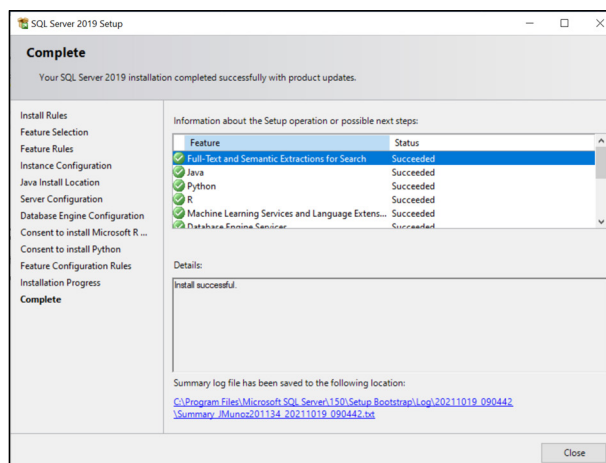 SQL Server 2019 Setup
Complete
Your SQL Server 2019 installation completed successfully with product updates.
Install Rules
Feature Selection
Feature Rules
Instance Configuration
Java Install Location
Server Configuration
Database Engine Configuration
Consent to install Microsoft R ...
Consent to install Python
Feature Configuration Rules
Installation Progress
Complete
Information about the Setup operation or possible next steps:
Feature Status
Full-Text and Semantic Extractions for Search Succeeded
Java Succeeded
Python Succeeded
R Succeeded
Machine Learning Services and Language Extens... Succeeded
Database Engine Services Succeeded
Details:
Install successful.
Summary log file has been saved to the following location:
C:\Program Files\Microsoft SQL Server\150\Setup Bootstrap\Log\20211019_090442
\Summary_JMunoz201134_20211019_090442.txt
Close